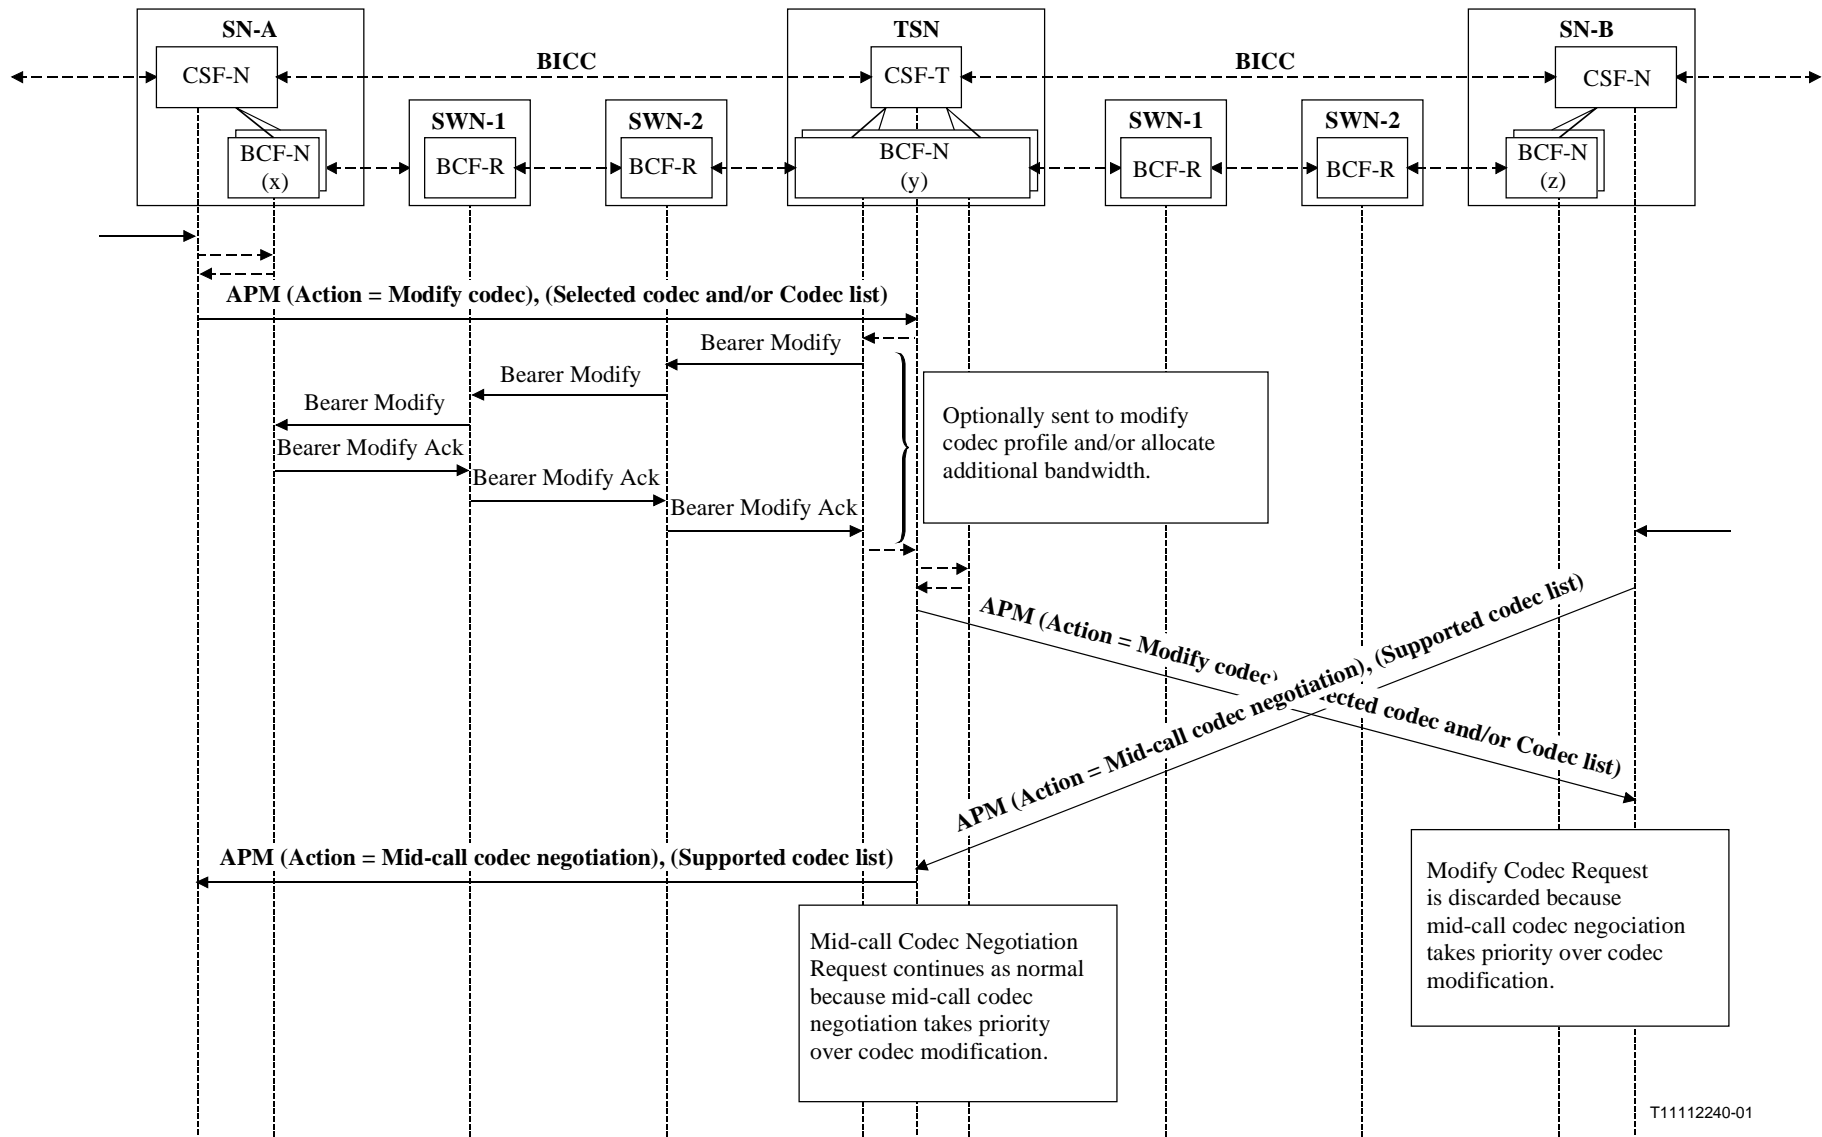 SN-A
TSN
SN-B
CSF-N
BICC
CSF-T
BICC
CSF-N
SWN-1
SWN-2
SWN-1
SWN-2
BCF-N
(x)
BCF-R
BCF-R
BCF-N
(y)
BCF-R
BCF-R
BCF-N
(z)
APM (Action = Modify codec), (Selected codec and/or Codec list)
Bearer Modify
Bearer Modify
Bearer Modify
Bearer Modify Ack
Bearer Modify Ack
Bearer Modify Ack
Optionally sent to modify
codec profile and/or allocate
additional bandwidth.
APM (Action = Modify codec) codec and/or Codec list)
APM (Action = Mid-call codec negotiation), (Supported codec list)
APM (Action = Mid-call codec negotiation), (Supported codec list)
Mid-call Codec Negotiation
Request continues as normal
because mid-call codec
negotiation takes priority
over codec modification.
Modify Codec Request
is discarded because
mid-call codec negociation
takes priority over codec
modification.
T11112240-01